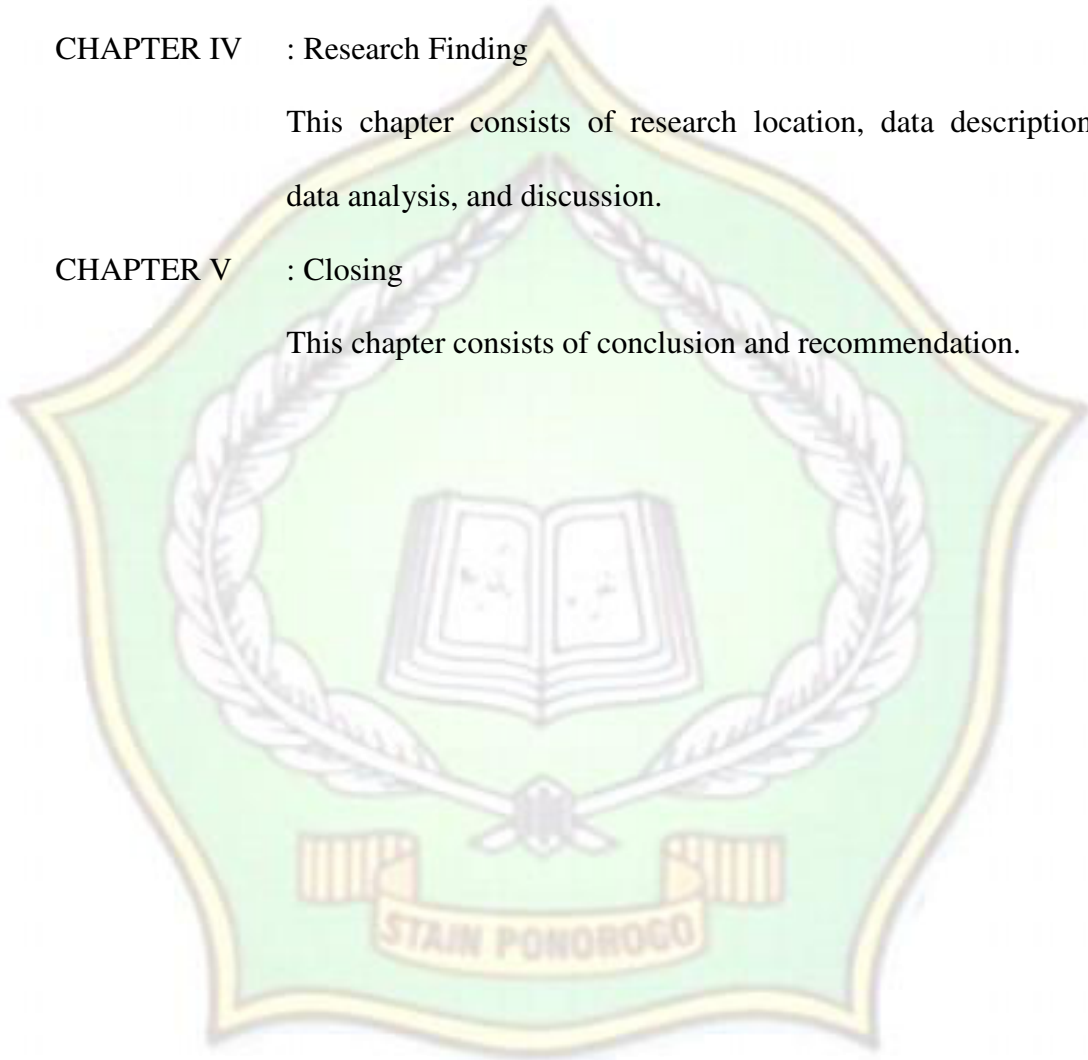 CHAPTER IV : Research Finding
This chapter consists of research location, data description
data analysis, and discussion.
CHAPTER V : Closing
This chapter consists of conclusion and recommendation.
STAIN PONOROGO